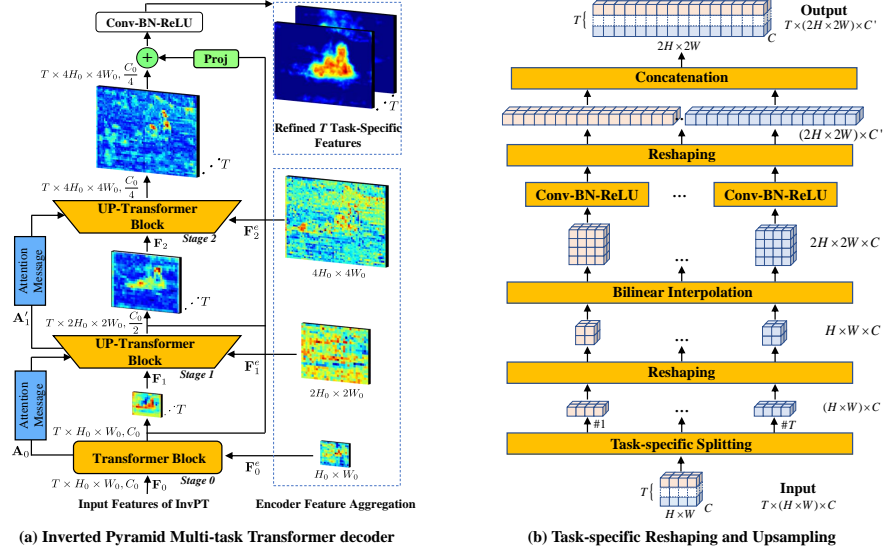 Conv-BN-ReLU
+
Proj
T × 4H₀ × 4W₀, C₀/4
⋰T
Refined T Task-Specific
Features
⋰T
T × 4H₀ × 4W₀, C₀/4
UP-Transformer
Block
Stage 2
F₂
F₂ᵉ
4H₀ × 4W₀
Attention
Message
A′₁
⋰T
T × 2H₀ × 2W₀, C₀/2
UP-Transformer
Block
Stage 1
F₁
F₁ᵉ
2H₀ × 2W₀
Attention
Message
A₀
⋰T
T × H₀ × W₀, C₀
Transformer Block
Stage 0
F₀ᵉ
H₀ × W₀
T × H₀ × W₀, C₀
F₀
Input Features of InvPT
Encoder Feature Aggregation
(a) Inverted Pyramid Multi-task Transformer decoder
Output
T×(2H×2W)×C'
T{
C
2H×2W
Concatenation
..
(2H×2W)×C'
Reshaping
Conv-BN-ReLU ... Conv-BN-ReLU
... 2H×2W×C
Bilinear Interpolation
... H×W×C
Reshaping
... (H×W)×C
#1 #T
Task-specific Splitting
T{
C
H×W
Input
T×(H×W)×C
(b) Task-specific Reshaping and Upsampling